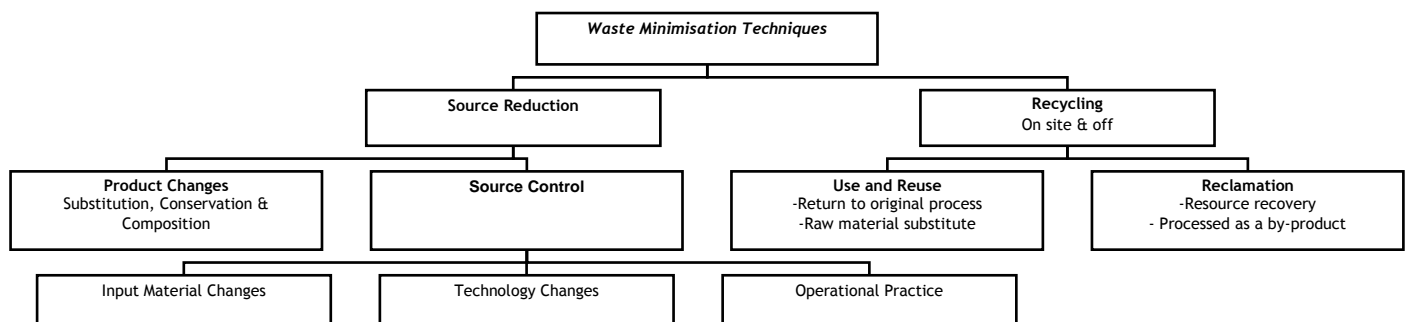 Waste Minimisation Techniques
Source Reduction
Recycling
On site & off
Product Changes
Substitution, Conservation &
Composition
Source Control
Use and Reuse
-Return to original process
-Raw material substitute
Reclamation
-Resource recovery
- Processed as a by-product
Input Material Changes
Technology Changes
Operational Practice